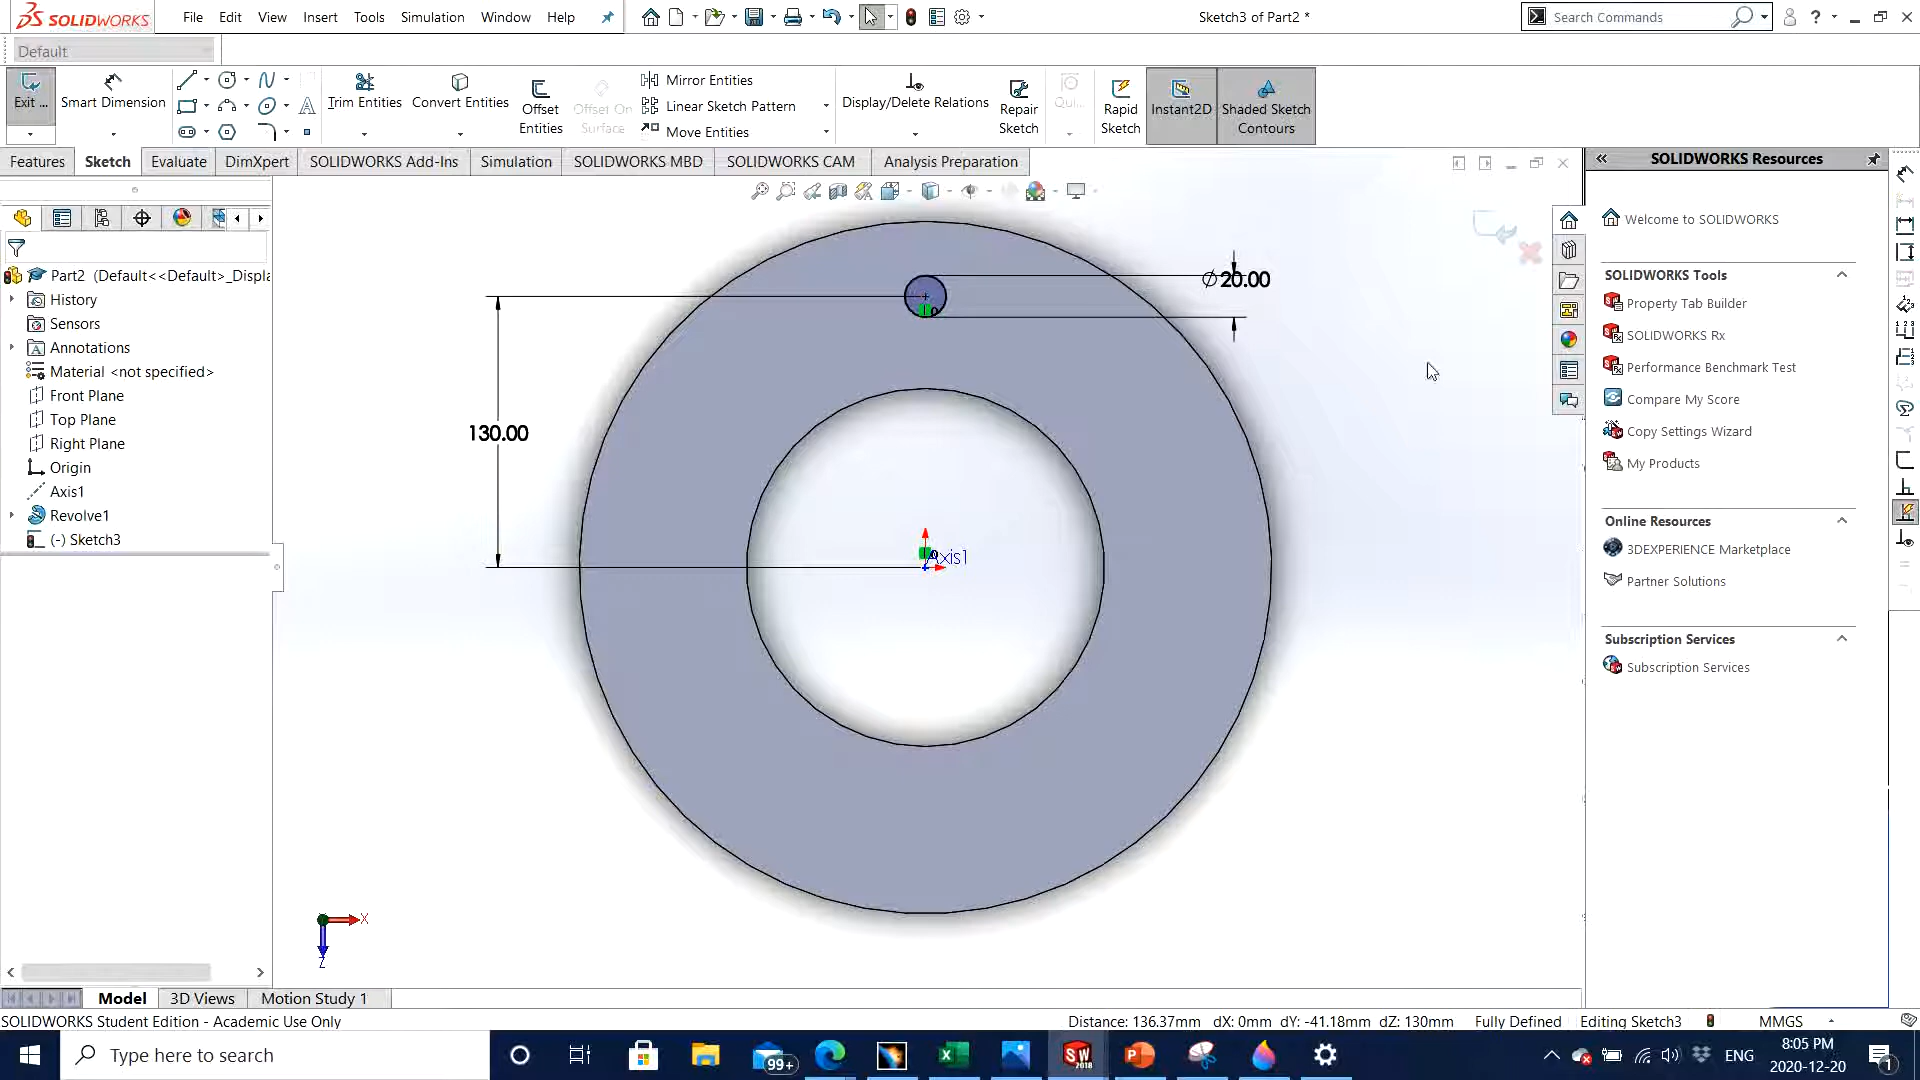 SOLIDWORKS
File Edit View Insert Tools Simulation Window Help
Sketch3 of Part2 *
Search Commands
Default
Exit ...
Smart Dimension
Trim Entities
Convert Entities
Offset Entities
Offset On Surface
Mirror Entities
Linear Sketch Pattern
Move Entities
Display/Delete Relations
Repair Sketch
Qui...
Rapid Sketch
Instant2D
Shaded Sketch Contours
Features Sketch Evaluate DimXpert SOLIDWORKS Add-Ins Simulation SOLIDWORKS MBD SOLIDWORKS CAM Analysis Preparation
Part2 (Default<<Default>_Displa
History
Sensors
Annotations
Material <not specified>
Front Plane
Top Plane
Right Plane
Origin
Axis1
Revolve1
(-) Sketch3
∅20.00
130.00
Axis1
X
Z
SOLIDWORKS Resources
Welcome to SOLIDWORKS
SOLIDWORKS Tools
Property Tab Builder
SOLIDWORKS Rx
Performance Benchmark Test
Compare My Score
Copy Settings Wizard
My Products
Online Resources
3DEXPERIENCE Marketplace
Partner Solutions
Subscription Services
Subscription Services
Model 3D Views Motion Study 1
SOLIDWORKS Student Edition - Academic Use Only
Distance: 136.37mm dX: 0mm dY: -41.18mm dZ: 130mm Fully Defined Editing Sketch3 MMGS
Type here to search
99+
SW 2018
ENG
8:05 PM
2020-12-20
1